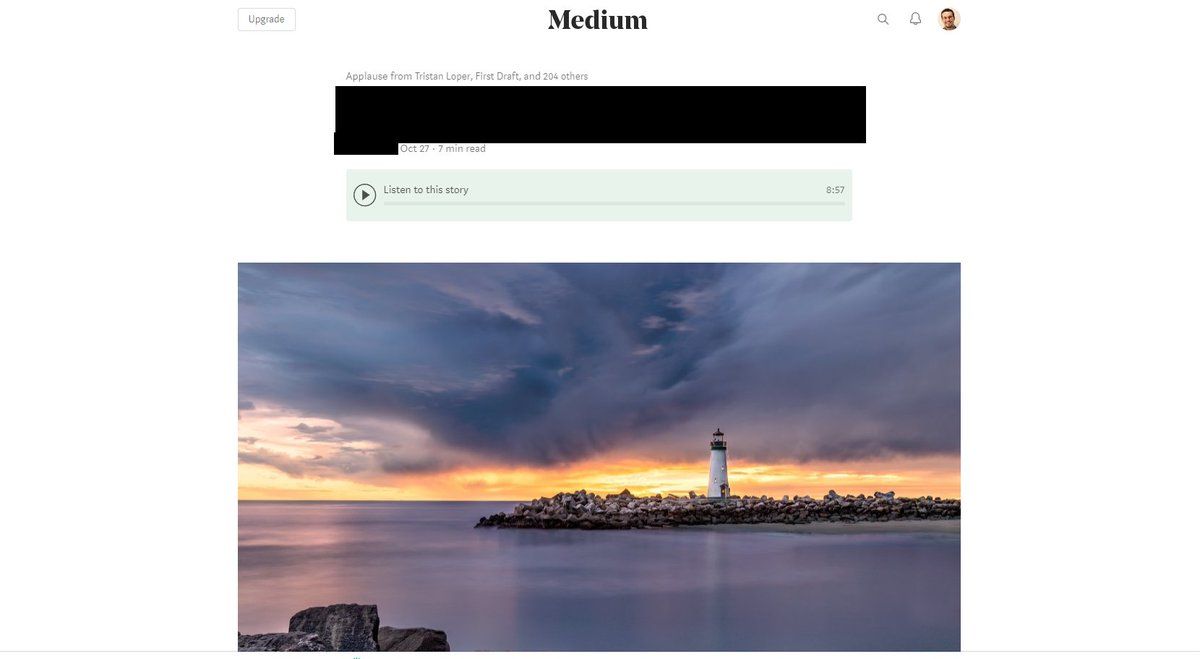 Upgrade
Medium
Applause from Tristan Loper, First Draft, and 204 others
Oct 27 · 7 min read
Listen to this story
8:57